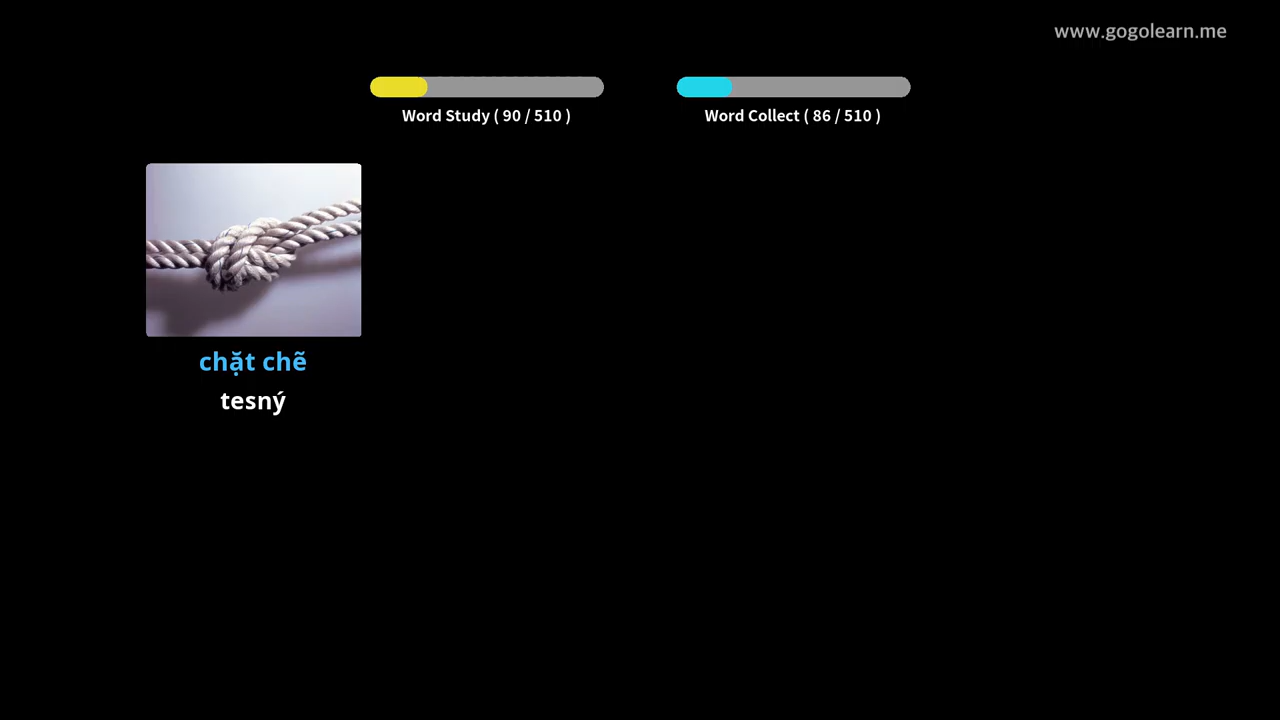 www.gogolearn.me
Word Study ( 90 / 510 )
Word Collect ( 86 / 510 )
chặt chẽ
tesný